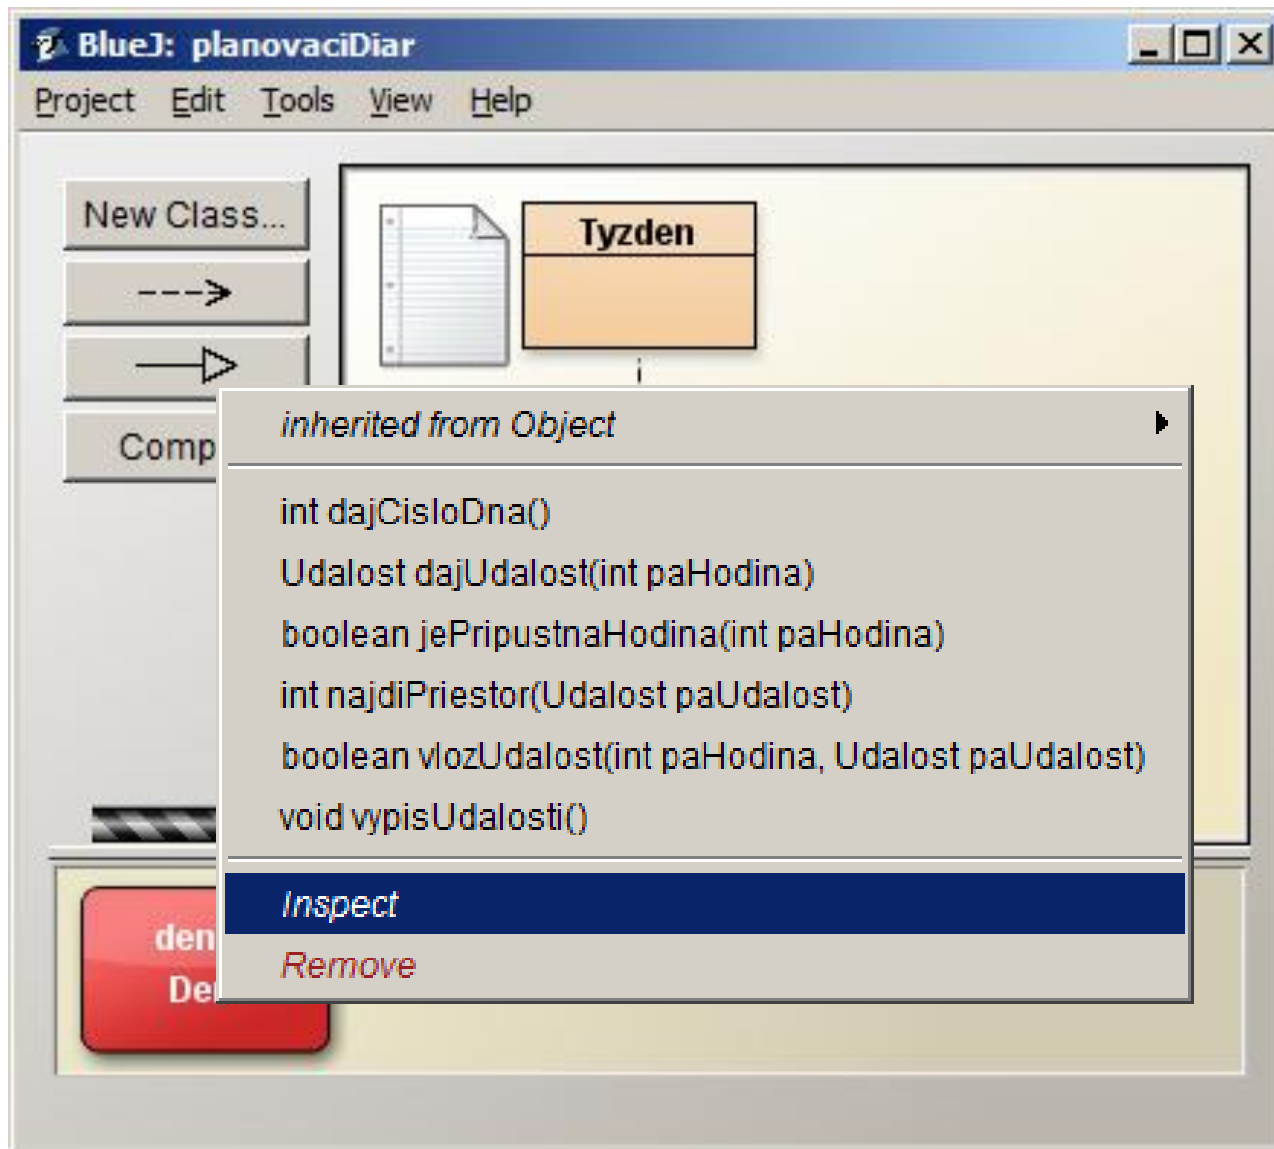 BlueJ: planovaciDiar
Project Edit Tools View Help
New Class...
Tyzden
Comp
inherited from Object
int dajCisloDna()
Udalost dajUdalost(int paHodina)
boolean jePripustnaHodina(int paHodina)
int najdiPriestor(Udalost paUdalost)
boolean vlozUdalost(int paHodina, Udalost paUdalost)
void vypisUdalosti()
Inspect
Remove
den